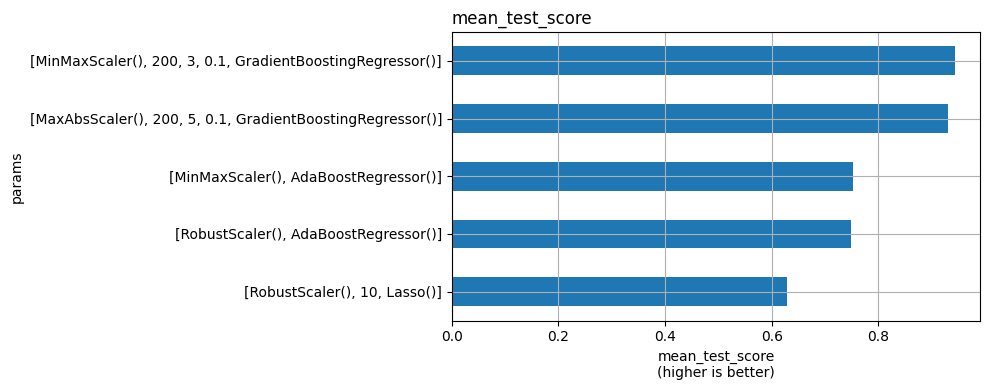 mean_test_score
[MinMaxScaler(), 200, 3, 0.1, GradientBoostingRegressor()]
[MaxAbsScaler(), 200, 5, 0.1, GradientBoostingRegressor()]
[MinMaxScaler(), AdaBoostRegressor()]
[RobustScaler(), AdaBoostRegressor()]
[RobustScaler(), 10, Lasso()]
params
0.0 0.2 0.4 0.6 0.8
mean_test_score
(higher is better)